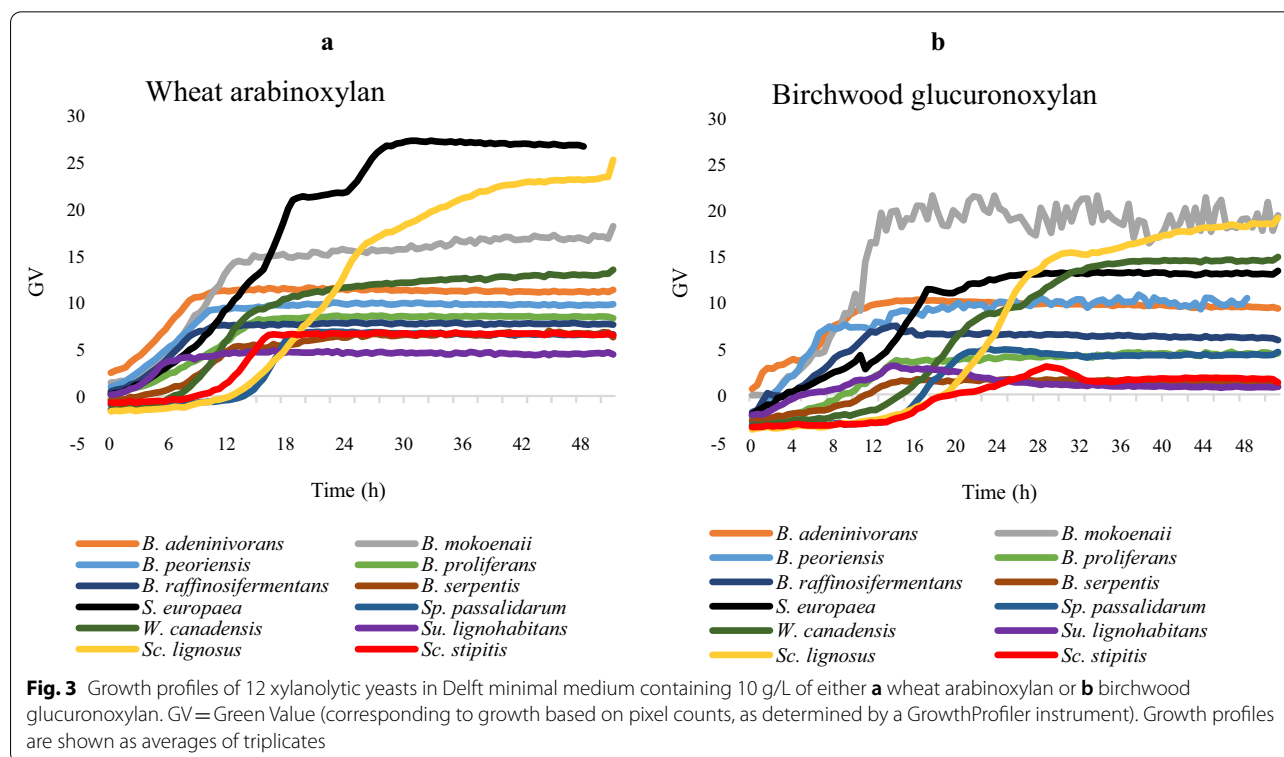 a
Wheat arabinoxylan
30
25
20
15
10
5
0
-5
GV
0 6 12 18 24 30 36 42 48
Time (h)
B. adeninivorans
B. mokoenaii
B. peoriensis
B. proliferans
B. raffinosifermentans
B. serpentis
S. europaea
Sp. passalidarum
W. canadensis
Su. lignohabitans
Sc. lignosus
Sc. stipitis
b
Birchwood glucuronoxylan
30
25
20
15
10
5
0
-5
GV
0 4 8 12 16 20 24 28 32 36 40 44 48
Time (h)
B. adeninivorans
B. mokoenaii
B. peoriensis
B. proliferans
B. raffinosifermentans
B. serpentis
S. europaea
Sp. passalidarum
W. canadensis
Su. lignohabitans
Sc. lignosus
Sc. stipitis
Fig. 3 Growth profiles of 12 xylanolytic yeasts in Delft minimal medium containing 10 g/L of either a wheat arabinoxylan or b birchwood
glucuronoxylan. GV = Green Value (corresponding to growth based on pixel counts, as determined by a GrowthProfiler instrument). Growth profiles
are shown as averages of triplicates